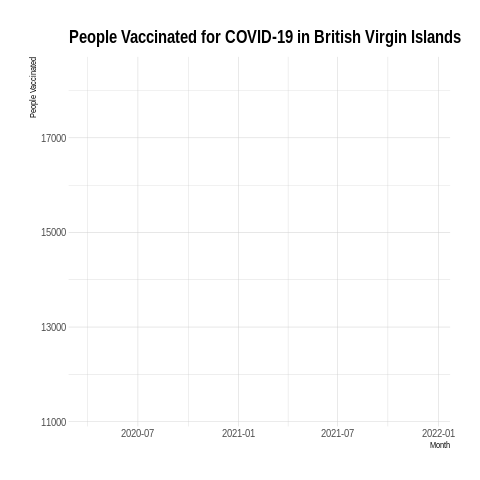 People Vaccinated for COVID-19 in British Virgin Islands
People Vaccinated
17000
15000
13000
11000
2020-07 2021-01 2021-07 2022-01
Month